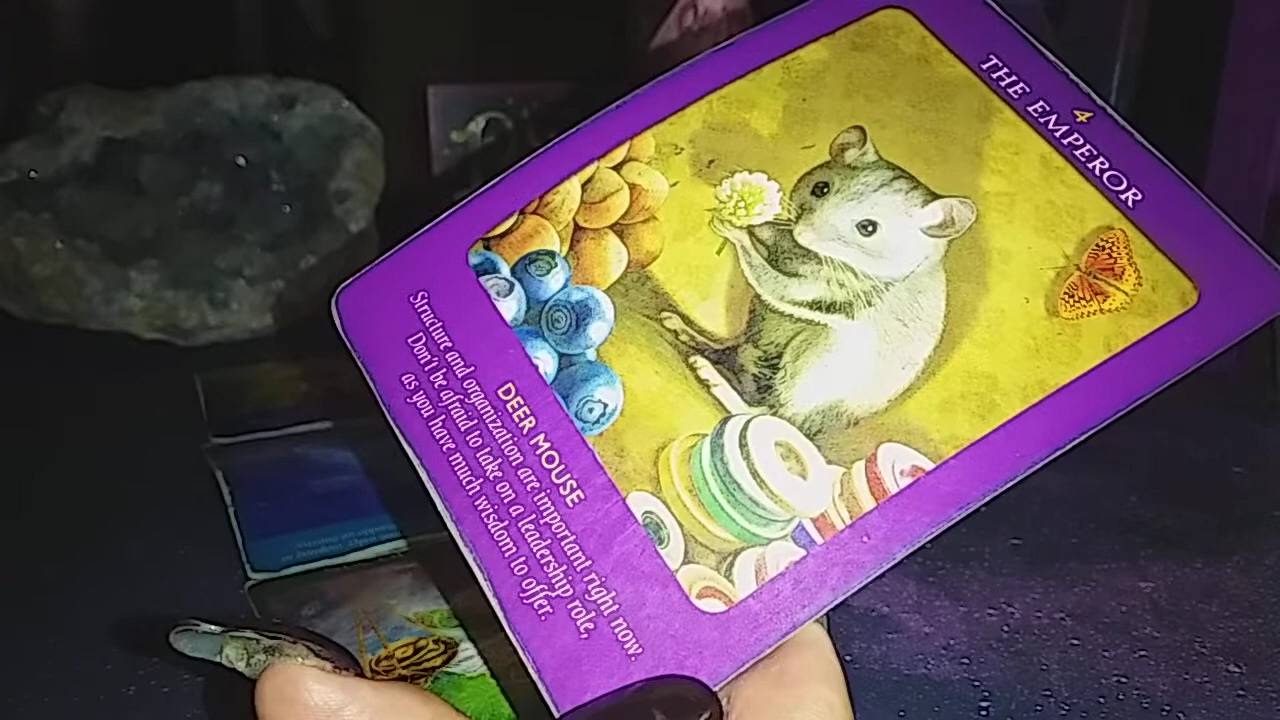 4
THE EMPEROR
DEER MOUSE
Structure and organization are important right now.
Don't be afraid to take on a leadership role,
as you have much wisdom to offer.